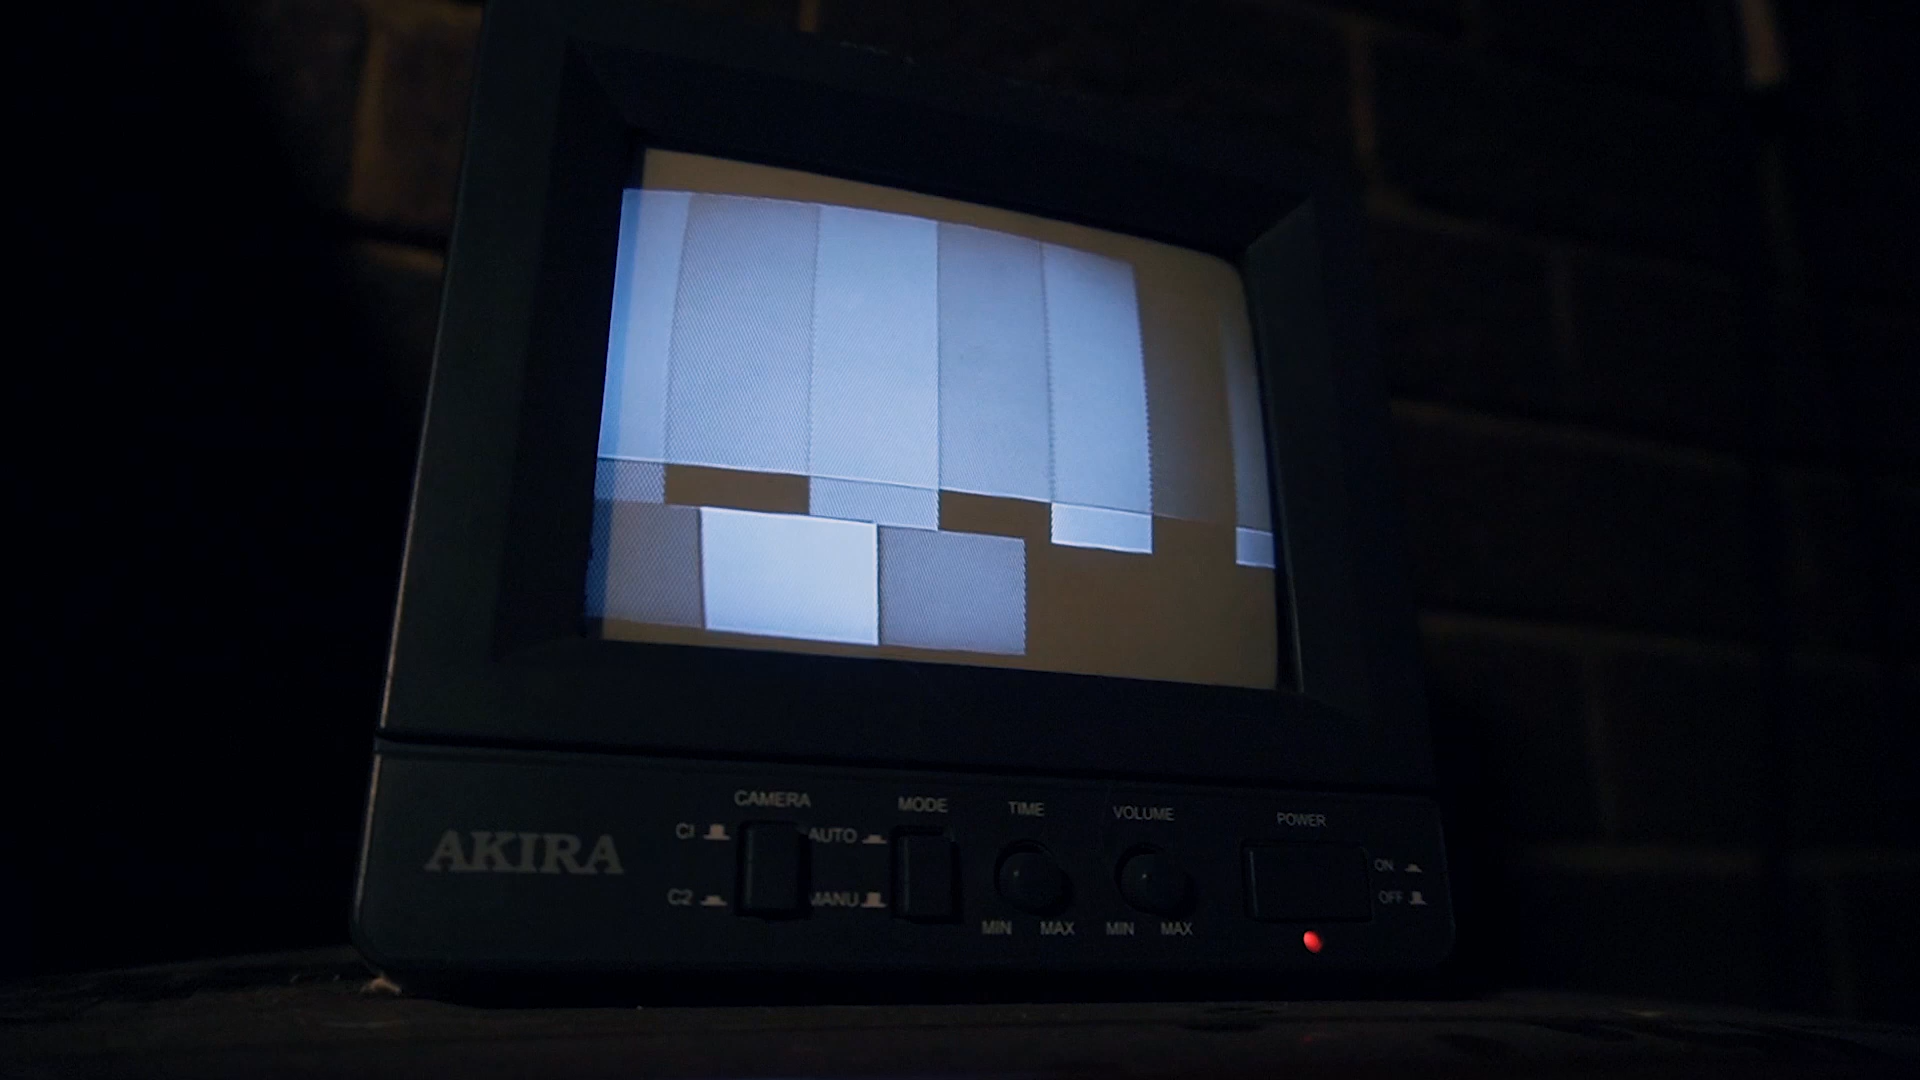 CAMERA MODE TIME VOLUME POWER
AKIRA C1 AUTO ON
C2 MANU OFF
MIN MAX MIN MAX